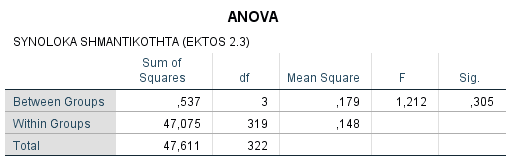 ANOVA
SYNOLOKA SHMANTIKOTHTA (EKTOS 2.3)
Sum of Squares df Mean Square F Sig.
Between Groups ,537 3 ,179 1,212 ,305
Within Groups 47,075 319 ,148
Total 47,611 322